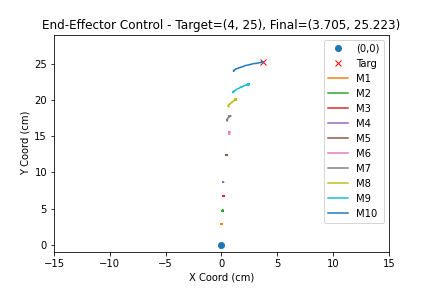 End-Effector Control - Target=(4, 25), Final=(3.705, 25.223)
Y Coord (cm)
25
20
15
10
5
0
−15
−10
−5
0
5
10
15
X Coord (cm)
(0,0)
Targ
M1
M2
M3
M4
M5
M6
M7
M8
M9
M10